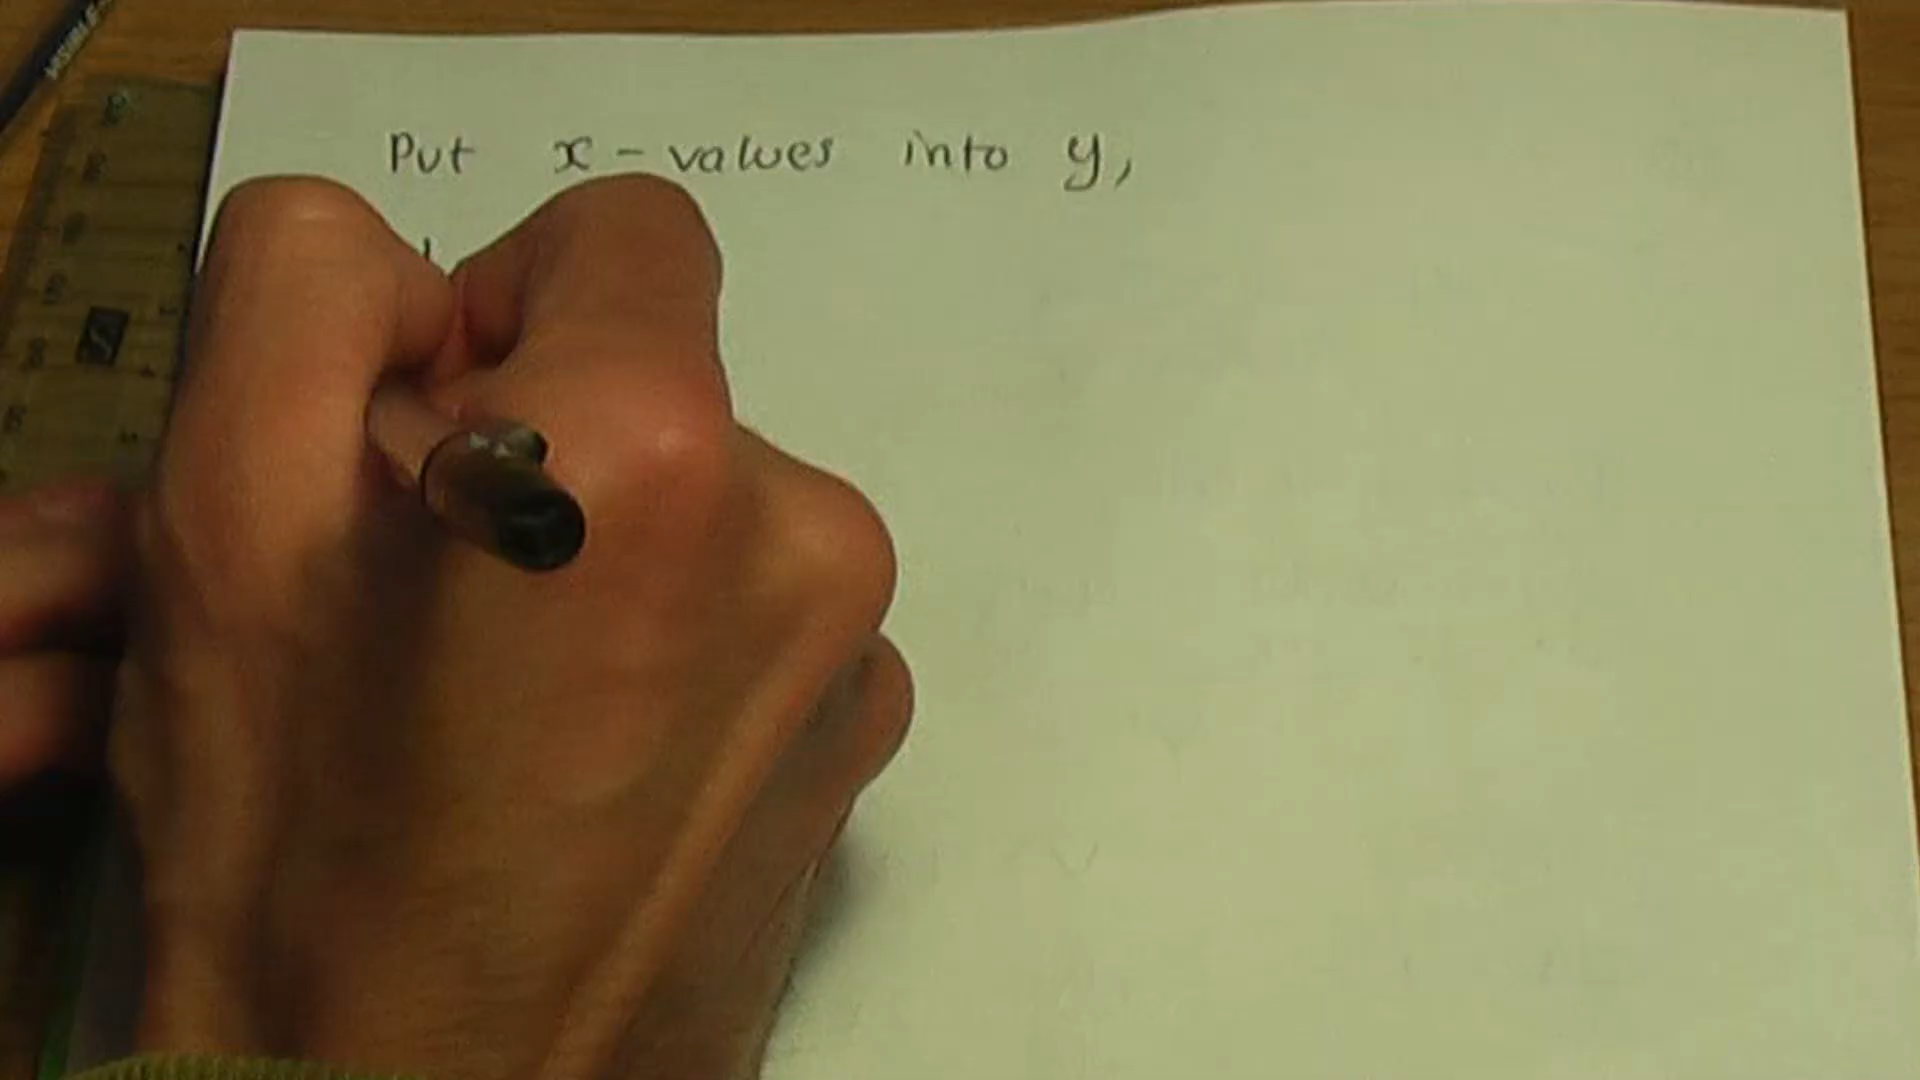 Put x-values into y,